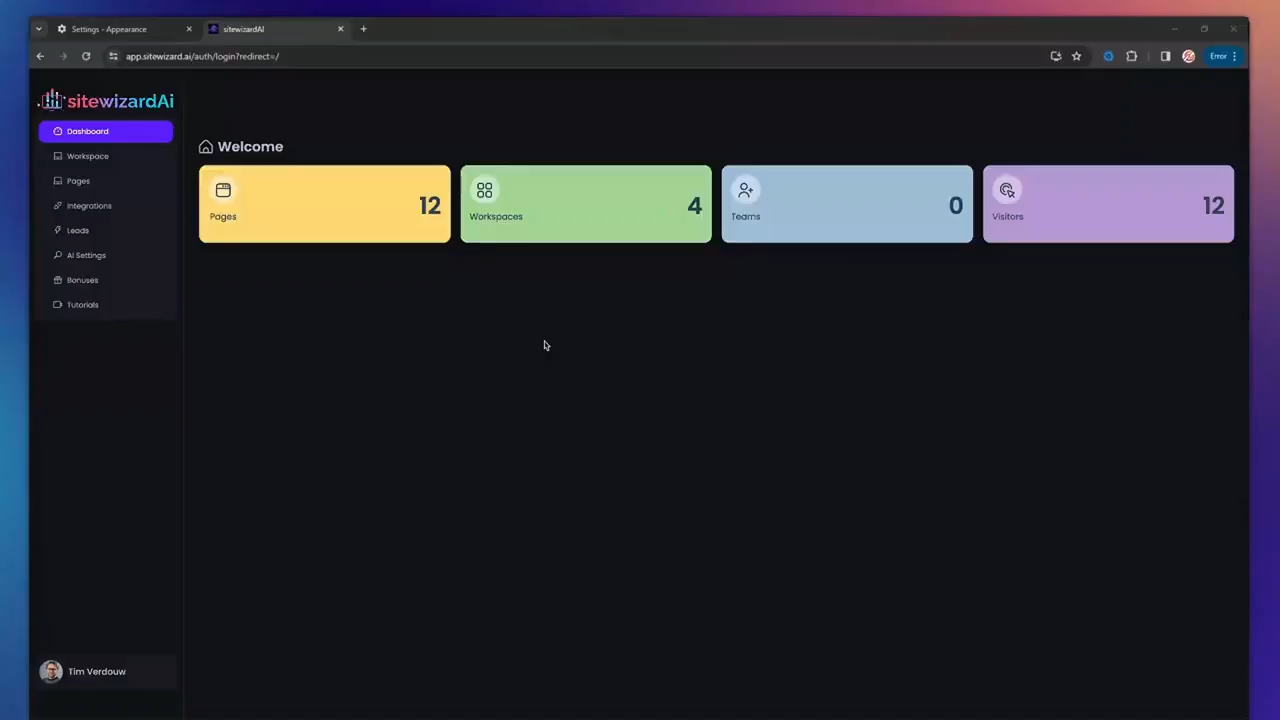 Settings - Appearance
sitewizardAI
app.sitewizard.ai/auth/login?redirect=/
Error
sitewizardAi
Dashboard
Workspace
Pages
Integrations
Leads
AI Settings
Bonuses
Tutorials
Welcome
Pages
12
Workspaces
4
Teams
0
Visitors
12
Tim Verdouw